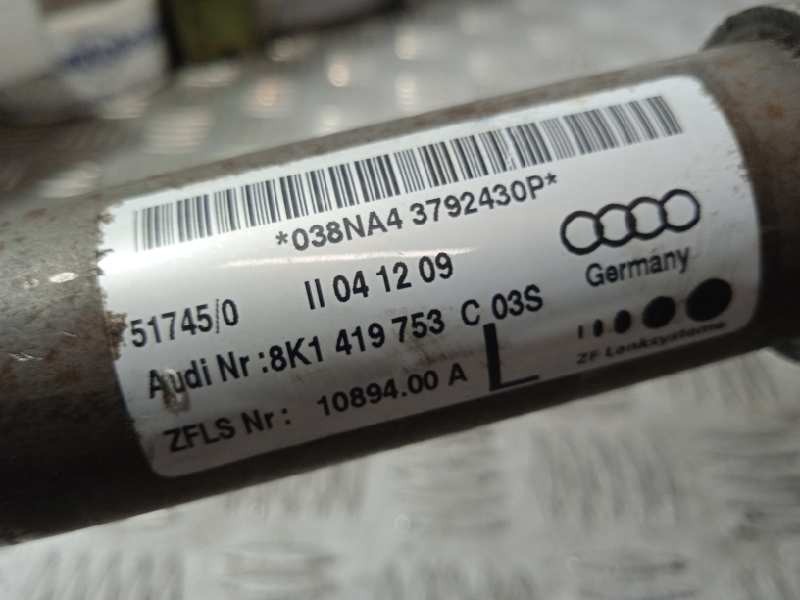 *038NA4 3792430P*
51745/0 II 04 12 09
Germany
Audi Nr:8K1 419 753 C 03S
L
ZF Lenksysteme
ZFLS Nr: 10894.00 A